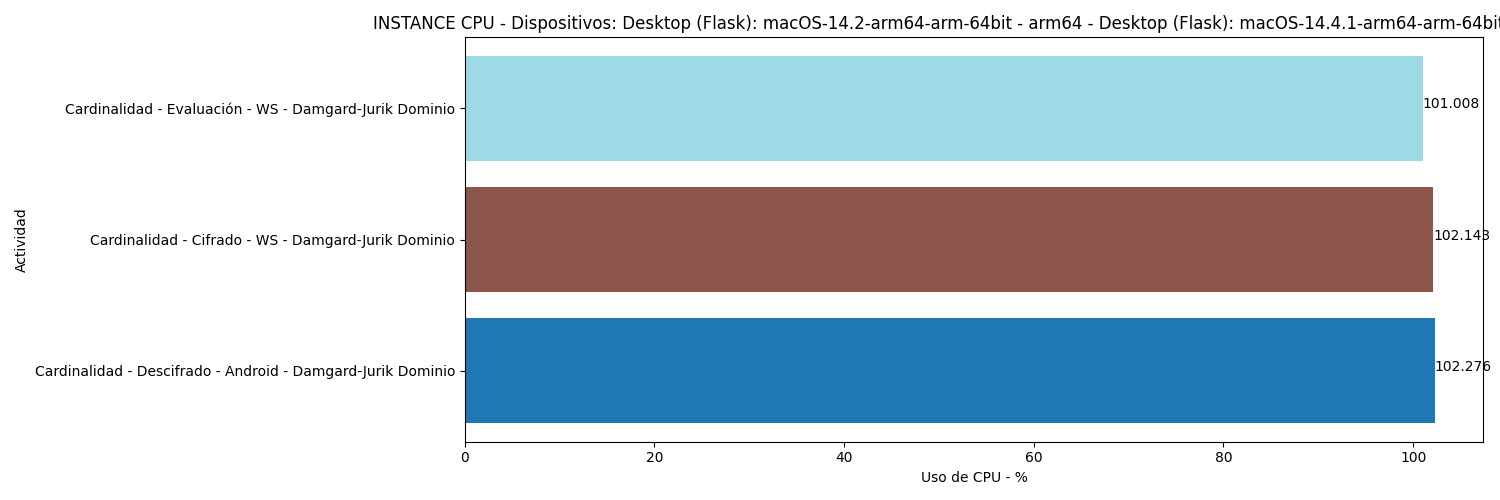 INSTANCE CPU - Dispositivos: Desktop (Flask): macOS-14.2-arm64-arm-64bit - arm64 - Desktop (Flask): macOS-14.4.1-arm64-arm-64bit
Cardinalidad - Evaluación - WS - Damgard-Jurik Dominio
101.008
Cardinalidad - Cifrado - WS - Damgard-Jurik Dominio
102.143
Cardinalidad - Descifrado - Android - Damgard-Jurik Dominio
102.276
Actividad
0 20 40 60 80 100
Uso de CPU - %